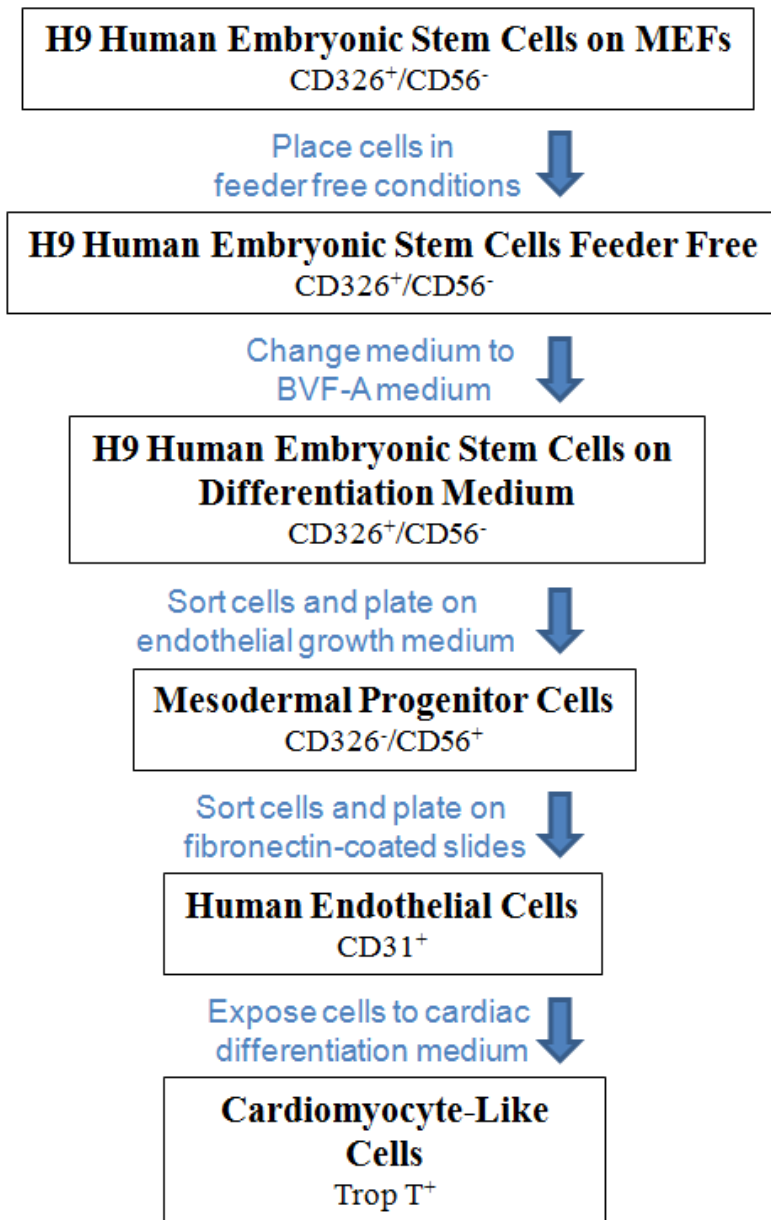 H9 Human Embryonic Stem Cells on MEFs
CD326⁺/CD56⁻
Place cells in
feeder free conditions
H9 Human Embryonic Stem Cells Feeder Free
CD326⁺/CD56⁻
Change medium to
BVF-A medium
H9 Human Embryonic Stem Cells on
Differentiation Medium
CD326⁺/CD56⁻
Sort cells and plate on
endothelial growth medium
Mesodermal Progenitor Cells
CD326⁻/CD56⁺
Sort cells and plate on
fibronectin-coated slides
Human Endothelial Cells
CD31⁺
Expose cells to cardiac
differentiation medium
Cardiomyocyte-Like
Cells
Trop T⁺